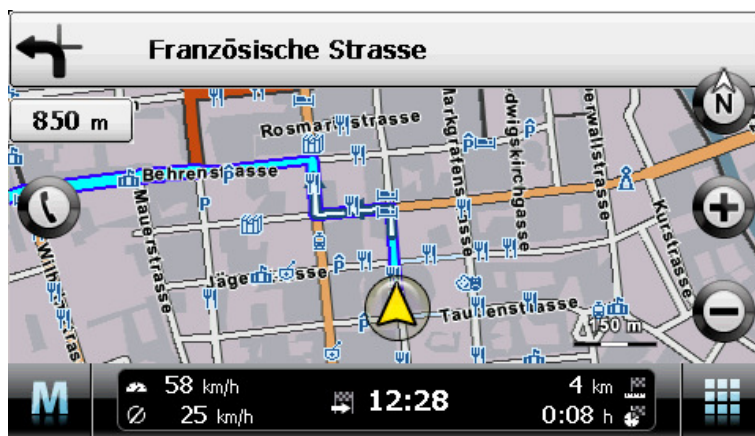 Französische Strasse
850 m
N
Rosmarinstrasse
Behrenstrasse
Mauerstrasse
Markgrafenstrasse
Kurstrasse
Jägerstrasse
Taubenstrasse
150 m
M
58 km/h
25 km/h
12:28
4 km
0:08 h